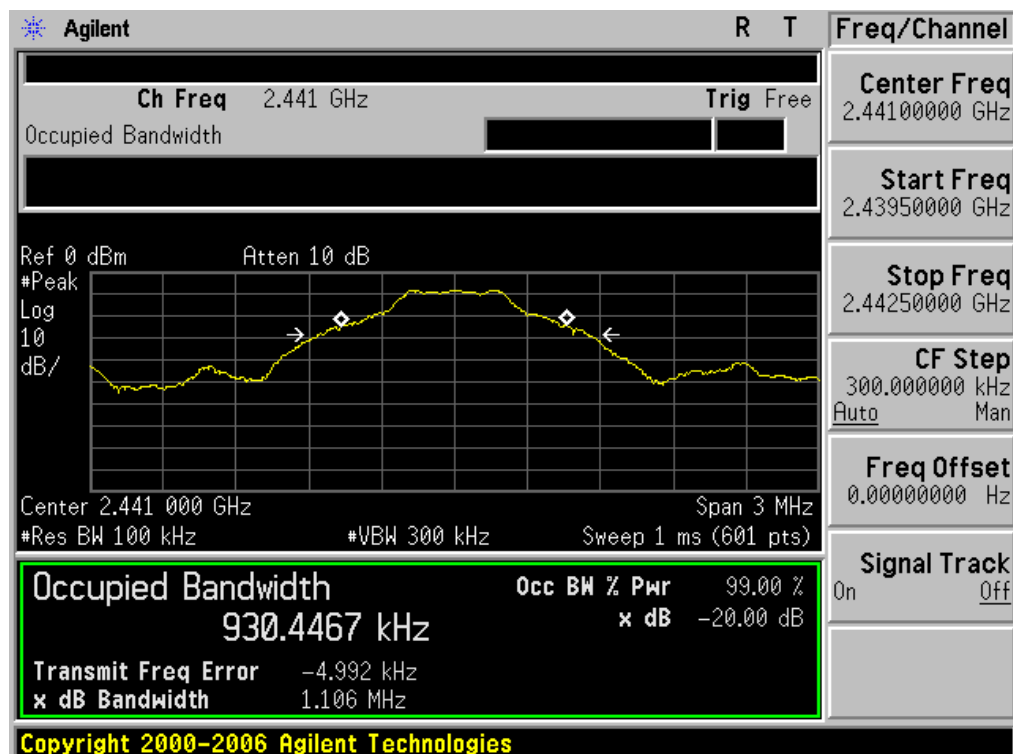 Agilent R T
Freq/Channel
Ch Freq 2.441 GHz Trig Free
Occupied Bandwidth
Ref 0 dBm Atten 10 dB
#Peak
Log
10
dB/
Center 2.441 000 GHz Span 3 MHz
#Res BW 100 kHz #VBW 300 kHz Sweep 1 ms (601 pts)
Occupied Bandwidth
930.4467 kHz
Occ BW % Pwr 99.00 %
x dB -20.00 dB
Transmit Freq Error -4.992 kHz
x dB Bandwidth 1.106 MHz
Center Freq
2.44100000 GHz
Start Freq
2.43950000 GHz
Stop Freq
2.44250000 GHz
CF Step
300.000000 kHz
Auto Man
Freq Offset
0.00000000 Hz
Signal Track
On Off
Copyright 2000-2006 Agilent Technologies